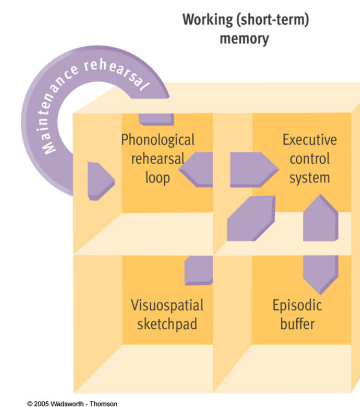 Working (short-term)
memory
Maintenance rehearsal
Phonological
rehearsal
loop
Executive
control
system
Visuospatial
sketchpad
Episodic
buffer
© 2005 Wadsworth - Thomson